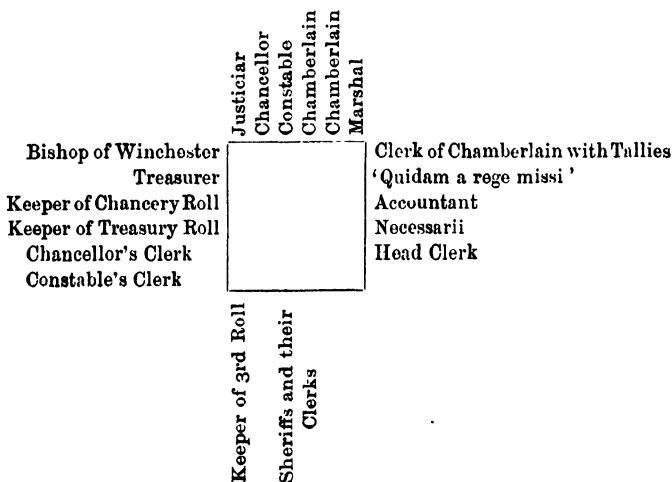 Justiciar
Chancellor
Constable
Chamberlain
Chamberlain
Marshal
Bishop of Winchester
Treasurer
Keeper of Chancery Roll
Keeper of Treasury Roll
Chancellor's Clerk
Constable's Clerk
Clerk of Chamberlain with Tallies
'Quidam a rege missi'
Accountant
Necessarii
Head Clerk
Keeper of 3rd Roll
Sheriffs and their
Clerks